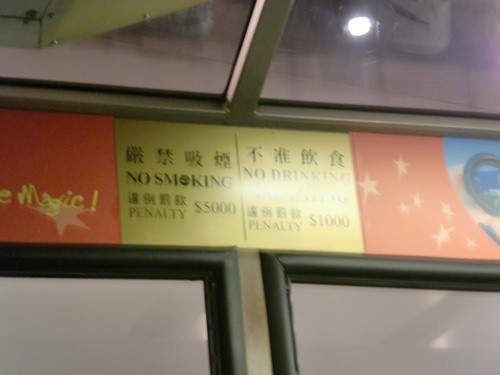 e Magic!
嚴禁吸煙
NO SMOKING
違例罰款
PENALTY $5000
不准飲食
NO DRINKING
違例罰款
PENALTY $1000